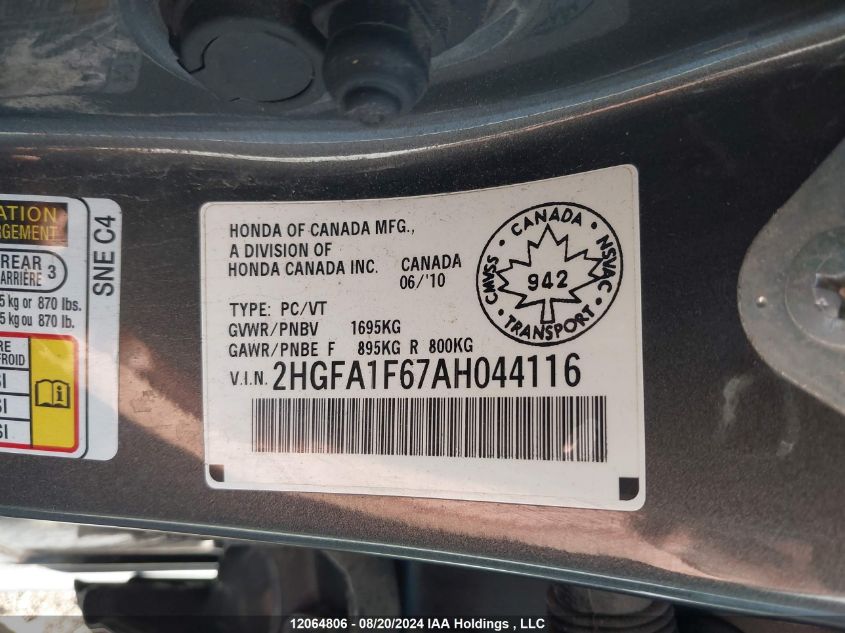 ATION
RGEMENT
REAR
ARRIÈRE 3
5 kg or 870 lbs.
5 kg ou 870 lb.
RE
FROID
SI
SI
SI
SNE C4
HONDA OF CANADA MFG.,
A DIVISION OF
HONDA CANADA INC. CANADA
06/'10
TYPE: PC/VT
GVWR/PNBV 1695KG
GAWR/PNBE F 895KG R 800KG
V.I.N. 2HGFA1F67AH044116
CMVSS · CANADA · NSVAC · TRANSPORT ·
942
12064806 - 08/20/2024 IAA Holdings , LLC